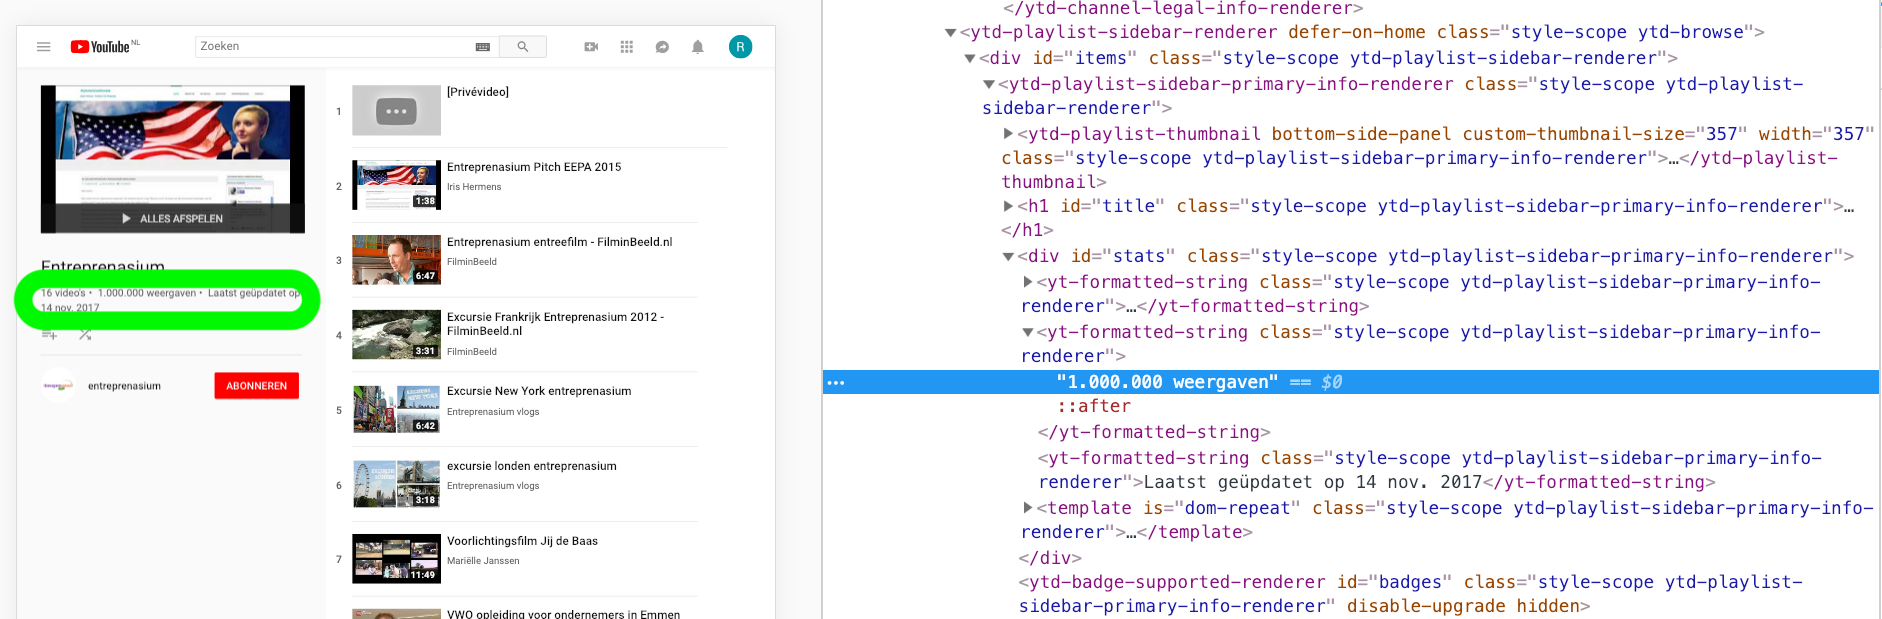 YouTube NL
Zoeken
R
ALLES AFSPELEN
Entreprenasium
16 video's • 1.000.000 weergaven • Laatst geüpdatet op
14 nov. 2017
entreprenasium
ABONNEREN
1
[Privévideo]
2
Entreprenasium Pitch EEPA 2015
Iris Hermens
1:38
3
Entreprenasium entreefilm - FilminBeeld.nl
FilminBeeld
6:47
4
Excursie Frankrijk Entreprenasium 2012 -
FilminBeeld.nl
FilminBeeld
3:31
5
Excursie New York entreprenasium
Entreprenasium vlogs
6:42
6
excursie londen entreprenasium
Entreprenasium vlogs
3:18
7
Voorlichtingsfilm Jij de Baas
Mariëlle Janssen
11:49
VWO opleiding voor ondernemers in Emmen
</ytd-channel-legal-info-renderer>
▼<ytd-playlist-sidebar-renderer defer-on-home class="style-scope ytd-browse">
▼<div id="items" class="style-scope ytd-playlist-sidebar-renderer">
▼<ytd-playlist-sidebar-primary-info-renderer class="style-scope ytd-playlist-
sidebar-renderer">
▶<ytd-playlist-thumbnail bottom-side-panel custom-thumbnail-size="357" width="357"
class="style-scope ytd-playlist-sidebar-primary-info-renderer">…</ytd-playlist-
thumbnail>
▶<h1 id="title" class="style-scope ytd-playlist-sidebar-primary-info-renderer">…
</h1>
▼<div id="stats" class="style-scope ytd-playlist-sidebar-primary-info-renderer">
▶<yt-formatted-string class="style-scope ytd-playlist-sidebar-primary-info-
renderer">…</yt-formatted-string>
▼<yt-formatted-string class="style-scope ytd-playlist-sidebar-primary-info-
renderer">
… "1.000.000 weergaven" == $0
::after
</yt-formatted-string>
<yt-formatted-string class="style-scope ytd-playlist-sidebar-primary-info-
renderer">Laatst geüpdatet op 14 nov. 2017</yt-formatted-string>
▶<template is="dom-repeat" class="style-scope ytd-playlist-sidebar-primary-info-
renderer">…</template>
</div>
<ytd-badge-supported-renderer id="badges" class="style-scope ytd-playlist-
sidebar-primary-info-renderer" disable-upgrade hidden>